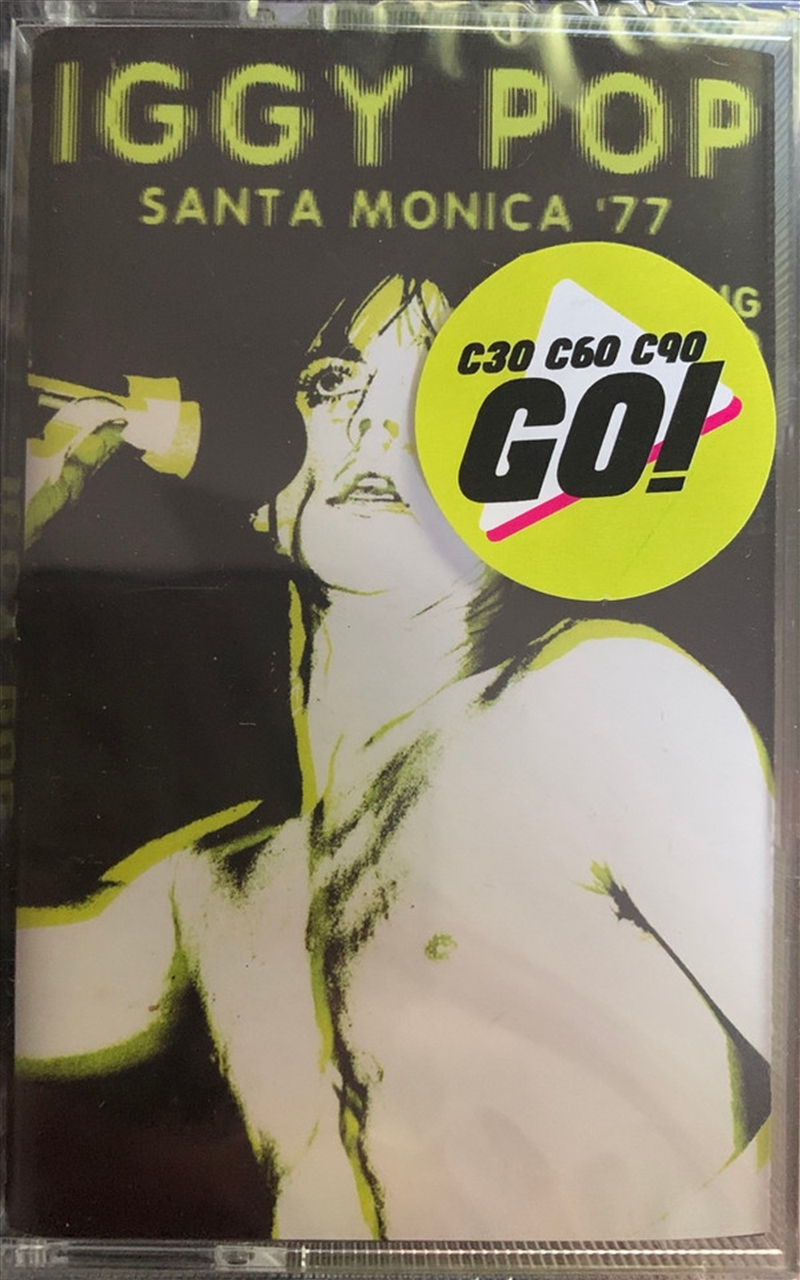 IGGY POP
SANTA MONICA '77
C30 C60 C90
GO!